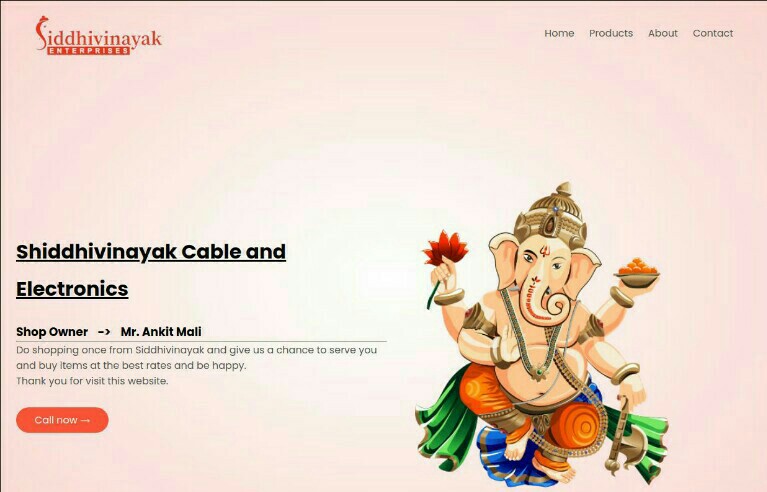 Siddhivinayak
ENTERPRISES
Home Products About Contact
Shiddhivinayak Cable and
Electronics
Shop Owner -> Mr. Ankit Mali
Do shopping once from Siddhivinayak and give us a chance to serve you
and buy items at the best rates and be happy.
Thank you for visit this website.
Call now →